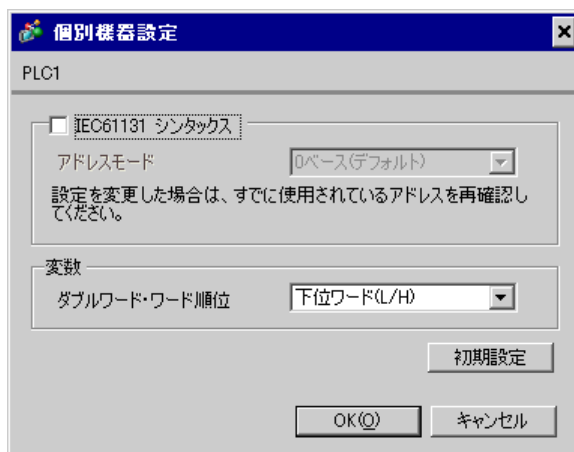 個別機器設定
PLC1
IEC61131 シンタックス
アドレスモード
0ベース(デフォルト)
設定を変更した場合は、すでに使用されているアドレスを再確認し
てください。
変数
ダブルワード・ワード順位
下位ワード(L/H)
初期設定
OK(O)
キャンセル